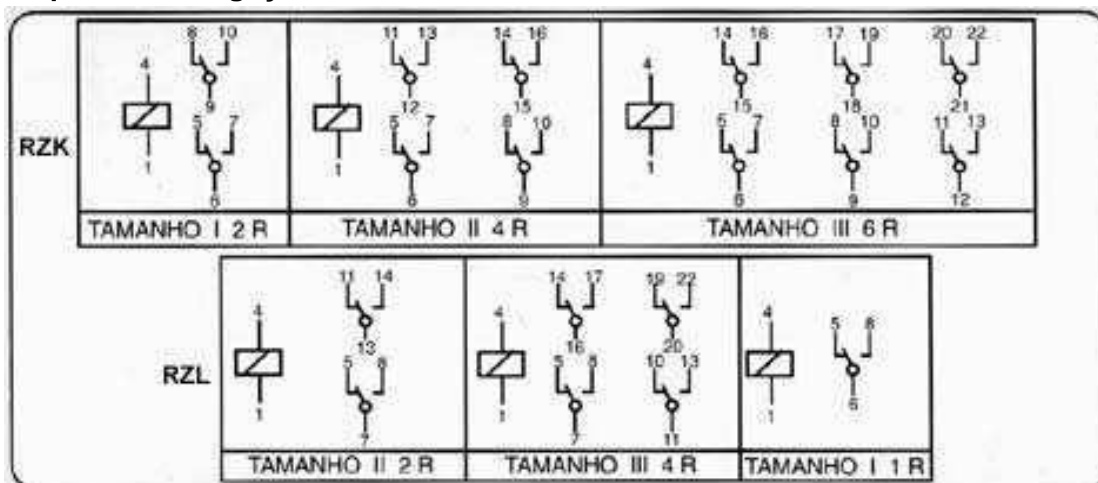 8 10 11 13 14 16 14 16 17 19 20 22
4 4 4
9 12 15 15 18 21
5 7 5 7 8 10 5 7 8 10 11 13
RZK
1 1 1
6 6 9 6 9 12
TAMANHO I 2 R TAMANHO II 4 R TAMANHO III 6 R
11 14 14 17 19 22
4 4 4 5 8
13 16 20
5 8 5 8 10 13
RZL
1 1 1 6
7 7 11
TAMANHO II 2 R TAMANHO III 4 R TAMANHO I 1 R